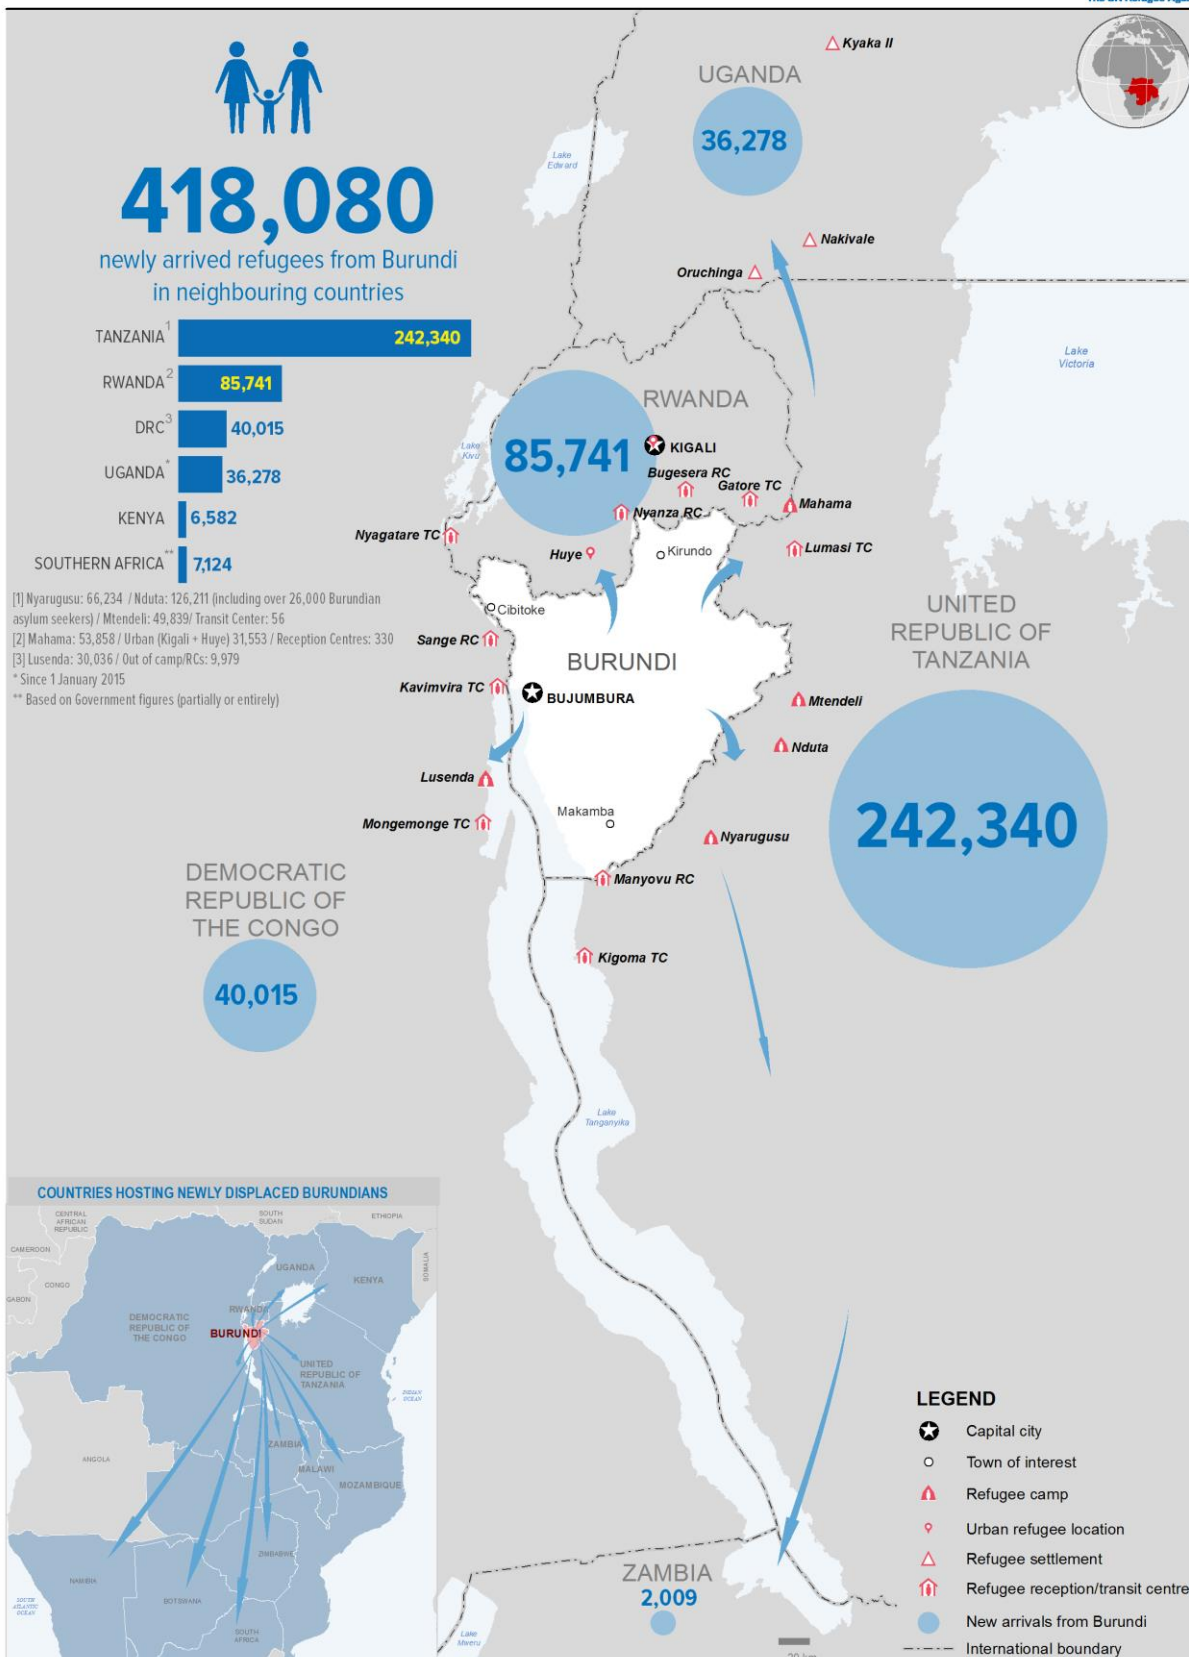 Kyaka II
UGANDA
36,278
Lake
Edward
418,080
newly arrived refugees from Burundi
in neighbouring countries
Nakivale
Oruchinga
TANZANIA1
242,340
RWANDA2
85,741
DRC3
40,015
UGANDA*
36,278
KENYA
6,582
SOUTHERN AFRICA**
7,124
[1] Nyarugusu: 66,234 / Nduta: 126,211 (including over 26,000 Burundian
asylum seekers) / Mtendeli: 49,839/ Transit Center: 56
[2] Mahama: 53,858 / Urban (Kigali + Huye) 31,553 / Reception Centres: 330
[3] Lusenda: 30,036 / Out of camp/RCs: 9,979
* Since 1 January 2015
** Based on Government figures (partially or entirely)
Lake
Victoria
RWANDA
85,741
KIGALI
Lake
Kivu
Bugesera RC
Gatore TC
Mahama
Nyanza RC
Nyagatare TC
Huye
Kirundo
Lumasi TC
Cibitoke
UNITED
REPUBLIC OF
TANZANIA
Sange RC
BURUNDI
Kavimvira TC
BUJUMBURA
Mtendeli
Nduta
Lusenda
242,340
Makamba
Mongemonge TC
Nyarugusu
DEMOCRATIC
REPUBLIC OF
THE CONGO
Manyovu RC
40,015
Kigoma TC
Lake
Tanganyika
COUNTRIES HOSTING NEWLY DISPLACED BURUNDIANS
CENTRAL
AFRICAN
REPUBLIC
SOUTH
SUDAN
ETHIOPIA
CAMEROON
SOMALIA
UGANDA
KENYA
CONGO
GABON
RWANDA
DEMOCRATIC
REPUBLIC OF
THE CONGO
BURUNDI
UNITED
REPUBLIC OF
TANZANIA
INDIAN
OCEAN
ANGOLA
ZAMBIA
MALAWI
MOZAMBIQUE
ZIMBABWE
NAMIBIA
BOTSWANA
SOUTH
ATLANTIC
OCEAN
SOUTH
AFRICA
ZAMBIA
2,009
Lake
Mweru
LEGEND
Capital city
Town of interest
Refugee camp
Urban refugee location
Refugee settlement
Refugee reception/transit centre
New arrivals from Burundi
International boundary